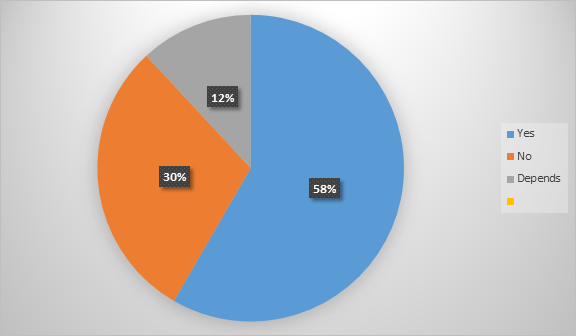 12%
30%
58%
Yes
No
Depends